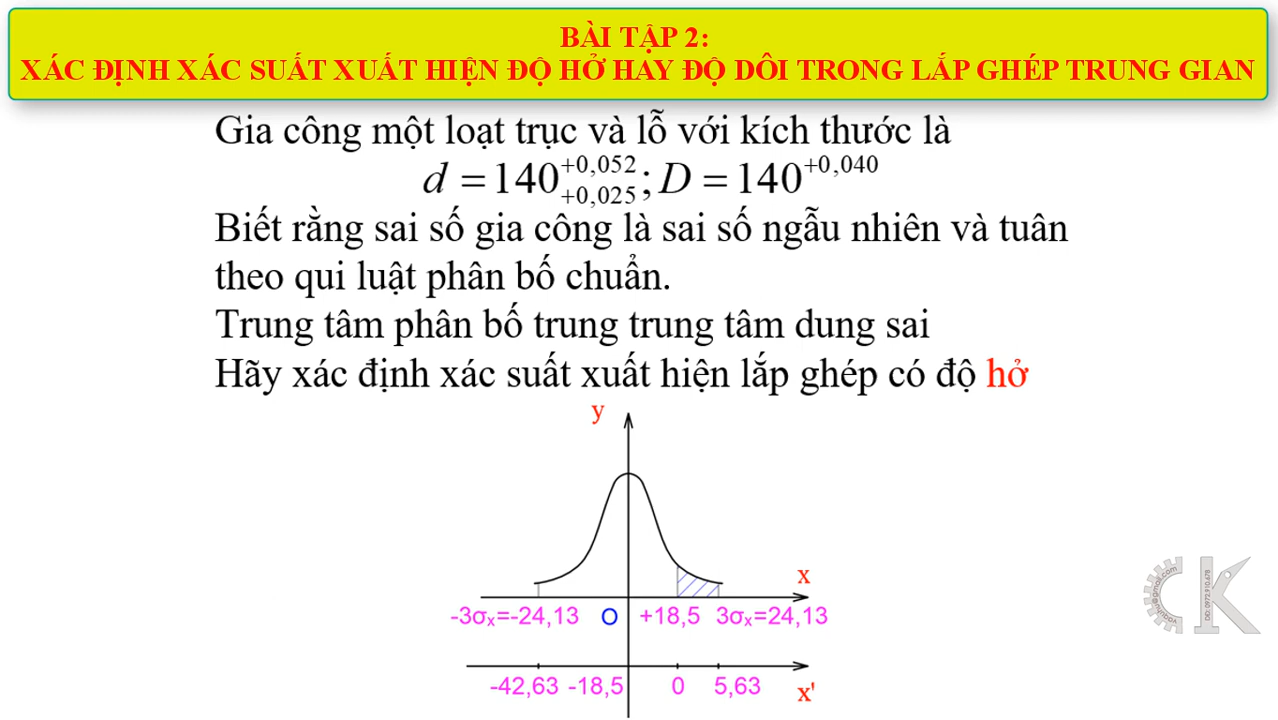 BÀI TẬP 2:
XÁC ĐỊNH XÁC SUẤT XUẤT HIỆN ĐỘ HỞ HAY ĐỘ DÔI TRONG LẮP GHÉP TRUNG GIAN
Gia công một loạt trục và lỗ với kích thước là
d = 140 +0,052 +0,025 ; D = 140 +0,040
Biết rằng sai số gia công là sai số ngẫu nhiên và tuân
theo qui luật phân bố chuẩn.
Trung tâm phân bố trung trung tâm dung sai
Hãy xác định xác suất xuất hiện lắp ghép có độ hở
y
x
-3σₓ=-24,13 O +18,5 3σₓ=24,13
-42,63 -18,5 0 5,63 x'
CK